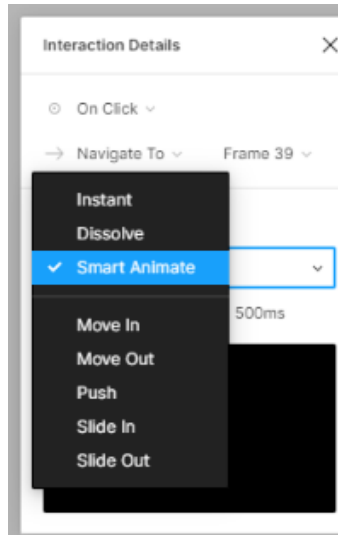 Interaction Details
On Click
Navigate To Frame 39
Instant
Dissolve
Smart Animate
500ms
Move In
Move Out
Push
Slide In
Slide Out